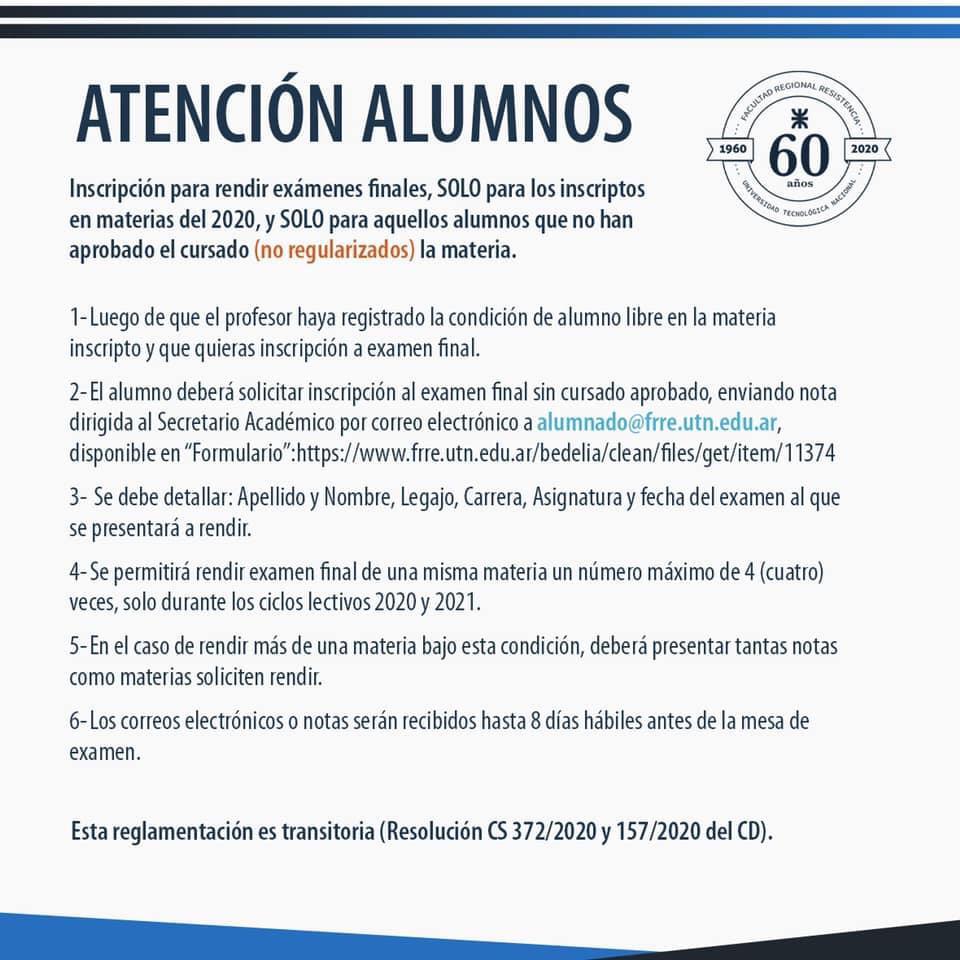 ATENCIÓN ALUMNOS
FACULTAD REGIONAL RESISTENCIA
1960
60
2020
años
UNIVERSIDAD TECNOLÓGICA NACIONAL
Inscripción para rendir exámenes finales, SOLO para los inscriptos
en materias del 2020, y SOLO para aquellos alumnos que no han
aprobado el cursado (no regularizados) la materia.
1-Luego de que el profesor haya registrado la condición de alumno libre en la materia
inscripto y que quieras inscripción a examen final.
2-El alumno deberá solicitar inscripción al examen final sin cursado aprobado, enviando nota
dirigida al Secretario Académico por correo electrónico a alumnado@frre.utn.edu.ar,
disponible en “Formulario”:https://www.frre.utn.edu.ar/bedelia/clean/files/get/item/11374
3- Se debe detallar: Apellido y Nombre, Legajo, Carrera, Asignatura y fecha del examen al que
se presentará a rendir.
4-Se permitirá rendir examen final de una misma materia un número máximo de 4 (cuatro)
veces, solo durante los ciclos lectivos 2020 y 2021.
5-En el caso de rendir más de una materia bajo esta condición, deberá presentar tantas notas
como materias soliciten rendir.
6-Los correos electrónicos o notas serán recibidos hasta 8 días hábiles antes de la mesa de
examen.
Esta reglamentación es transitoria (Resolución CS 372/2020 y 157/2020 del CD).